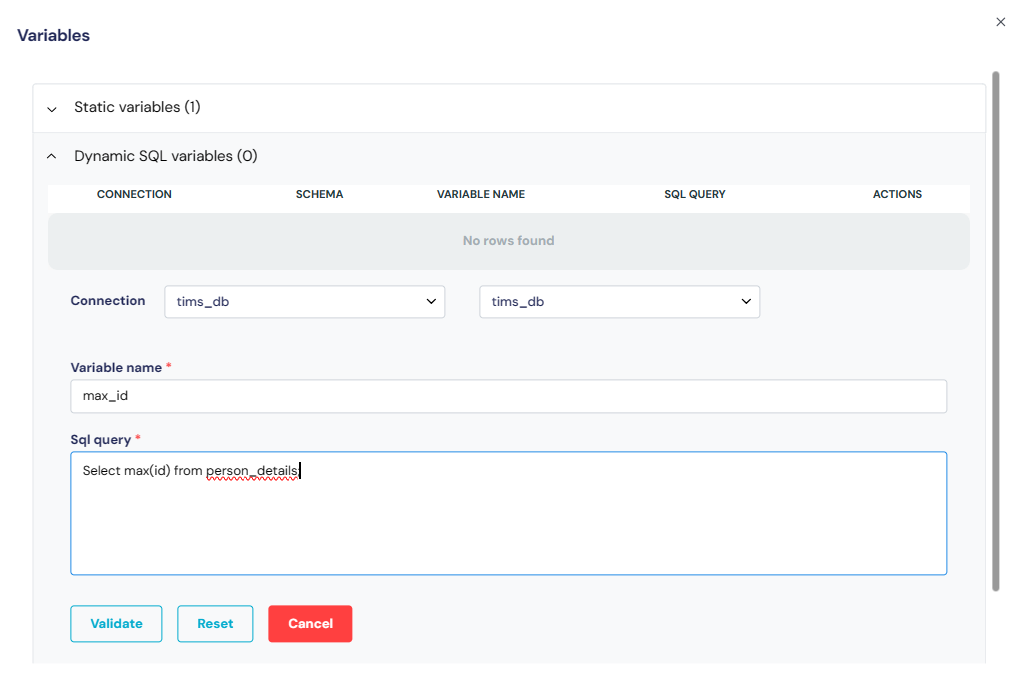 Variables
Static variables (1)
Dynamic SQL variables (0)
CONNECTION SCHEMA VARIABLE NAME SQL QUERY ACTIONS
No rows found
Connection tims_db tims_db
Variable name *
max_id
Sql query *
Select max(id) from person_details;
Validate Reset Cancel